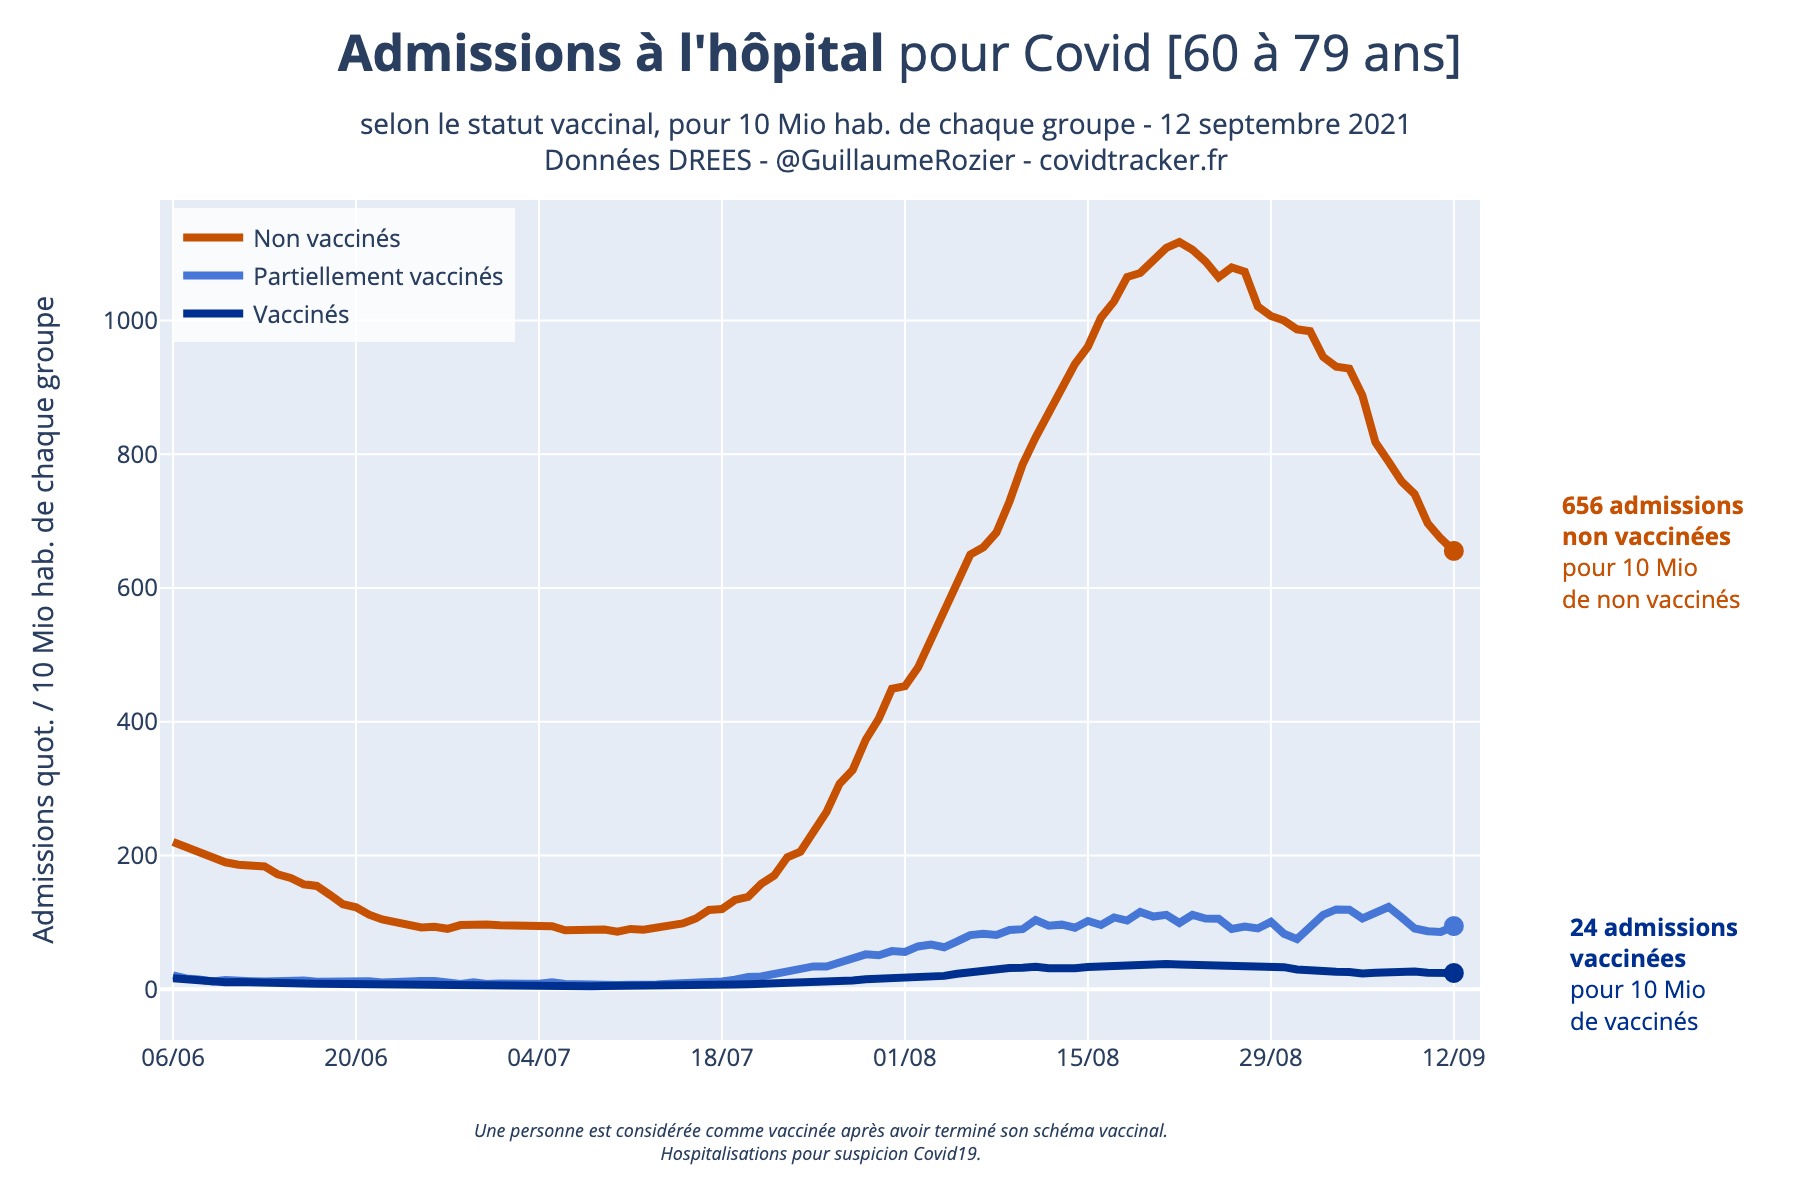 Admissions à l'hôpital pour Covid [60 à 79 ans]
selon le statut vaccinal, pour 10 Mio hab. de chaque groupe - 12 septembre 2021
Données DREES - @GuillaumeRozier - covidtracker.fr
Non vaccinés
Partiellement vaccinés
Vaccinés
Admissions quot. / 10 Mio hab. de chaque groupe
1000
800
600
400
200
0
06/06
20/06
04/07
18/07
01/08
15/08
29/08
12/09
656 admissions
non vaccinées
pour 10 Mio
de non vaccinés
24 admissions
vaccinées
pour 10 Mio
de vaccinés
Une personne est considérée comme vaccinée après avoir terminé son schéma vaccinal.
Hospitalisations pour suspicion Covid19.